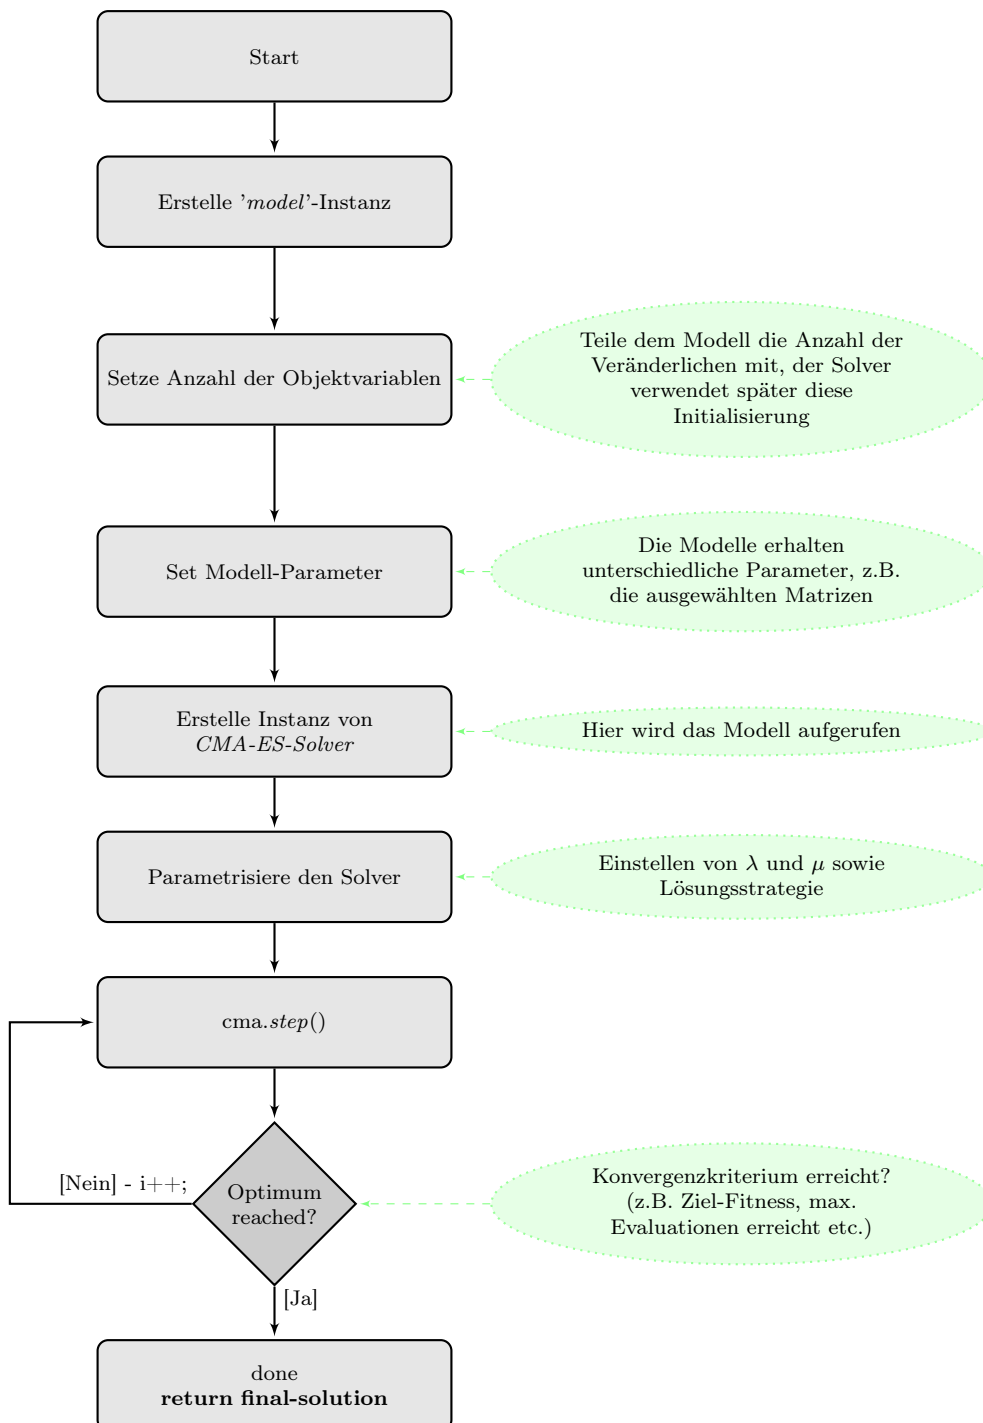 Start
Erstelle ’model’-Instanz
Setze Anzahl der Objektvariablen
Teile dem Modell die Anzahl der
Veränderlichen mit, der Solver
verwendet später diese
Initialisierung
Set Modell-Parameter
Die Modelle erhalten
unterschiedliche Parameter, z.B.
die ausgewählten Matrizen
Erstelle Instanz von
CMA-ES-Solver
Hier wird das Modell aufgerufen
Parametrisiere den Solver
Einstellen von λ und μ sowie
Lösungsstrategie
cma.step()
[Nein] - i++;
Optimum
reached?
Konvergenzkriterium erreicht?
(z.B. Ziel-Fitness, max.
Evaluationen erreicht etc.)
[Ja]
done
return final-solution